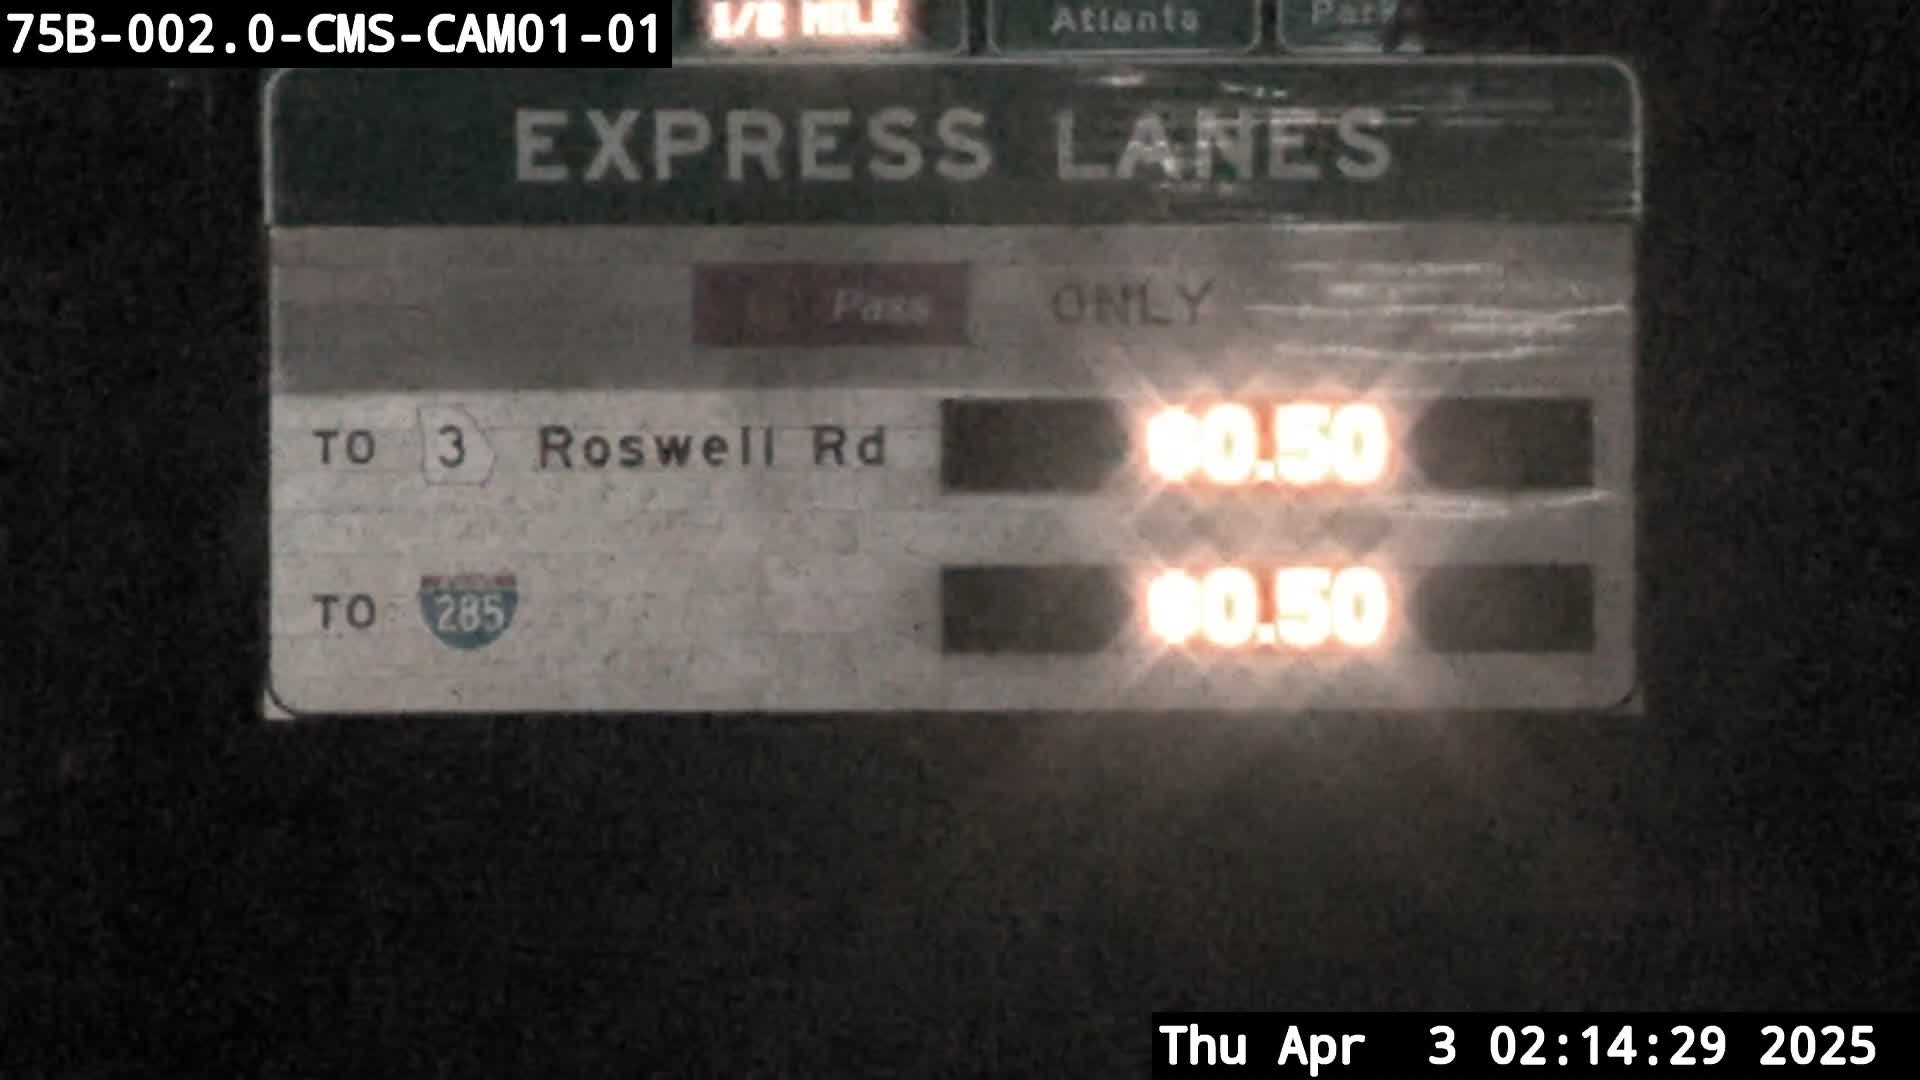 75B-002.0-CMS-CAM01-01
1/2 MILE
Atlanta
Park
EXPRESS LANES
Pass ONLY
TO 3 Roswell Rd $0.50
TO 285 $0.50
Thu Apr 3 02:14:29 2025